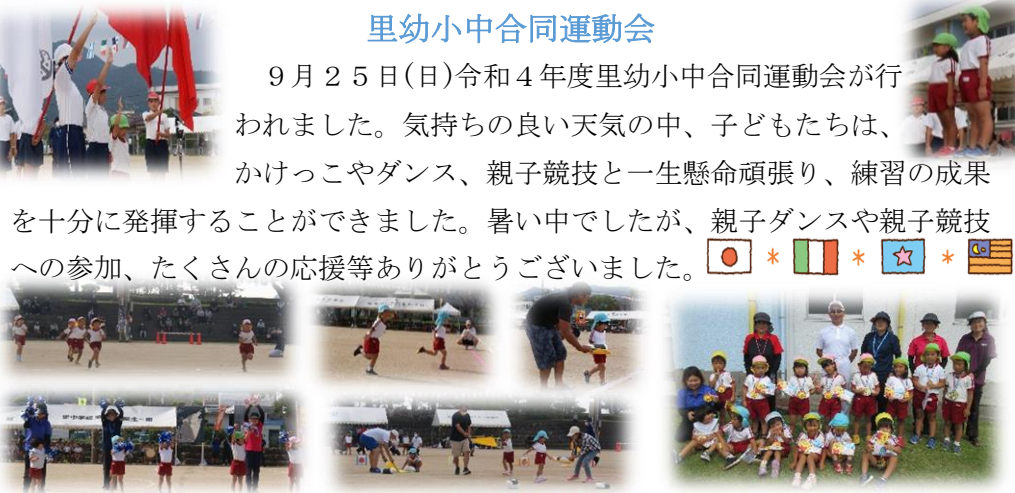 里幼小中合同運動会
９月２５日(日)令和４年度里幼小中合同運動会が行
われました。気持ちの良い天気の中、子どもたちは、
かけっこやダンス、親子競技と一生懸命頑張り、練習の成果
を十分に発揮することができました。暑い中でしたが、親子ダンスや親子競技
への参加、たくさんの応援等ありがとうございました。